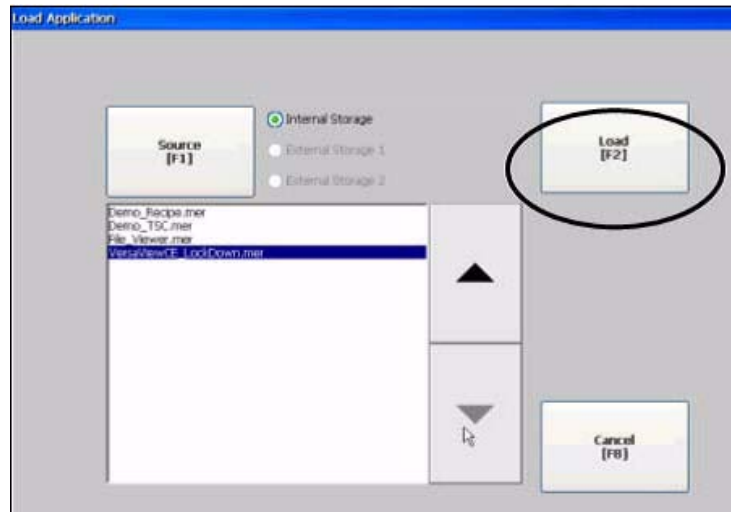 Load Application
Source
[F1]
Internal Storage
External Storage 1
External Storage 2
Load
[F2]
Demo_Recipe.mer
Demo_TSC.mer
File_Viewer.mer
VersaViewCE_LockDown.mer
Cancel
[F8]